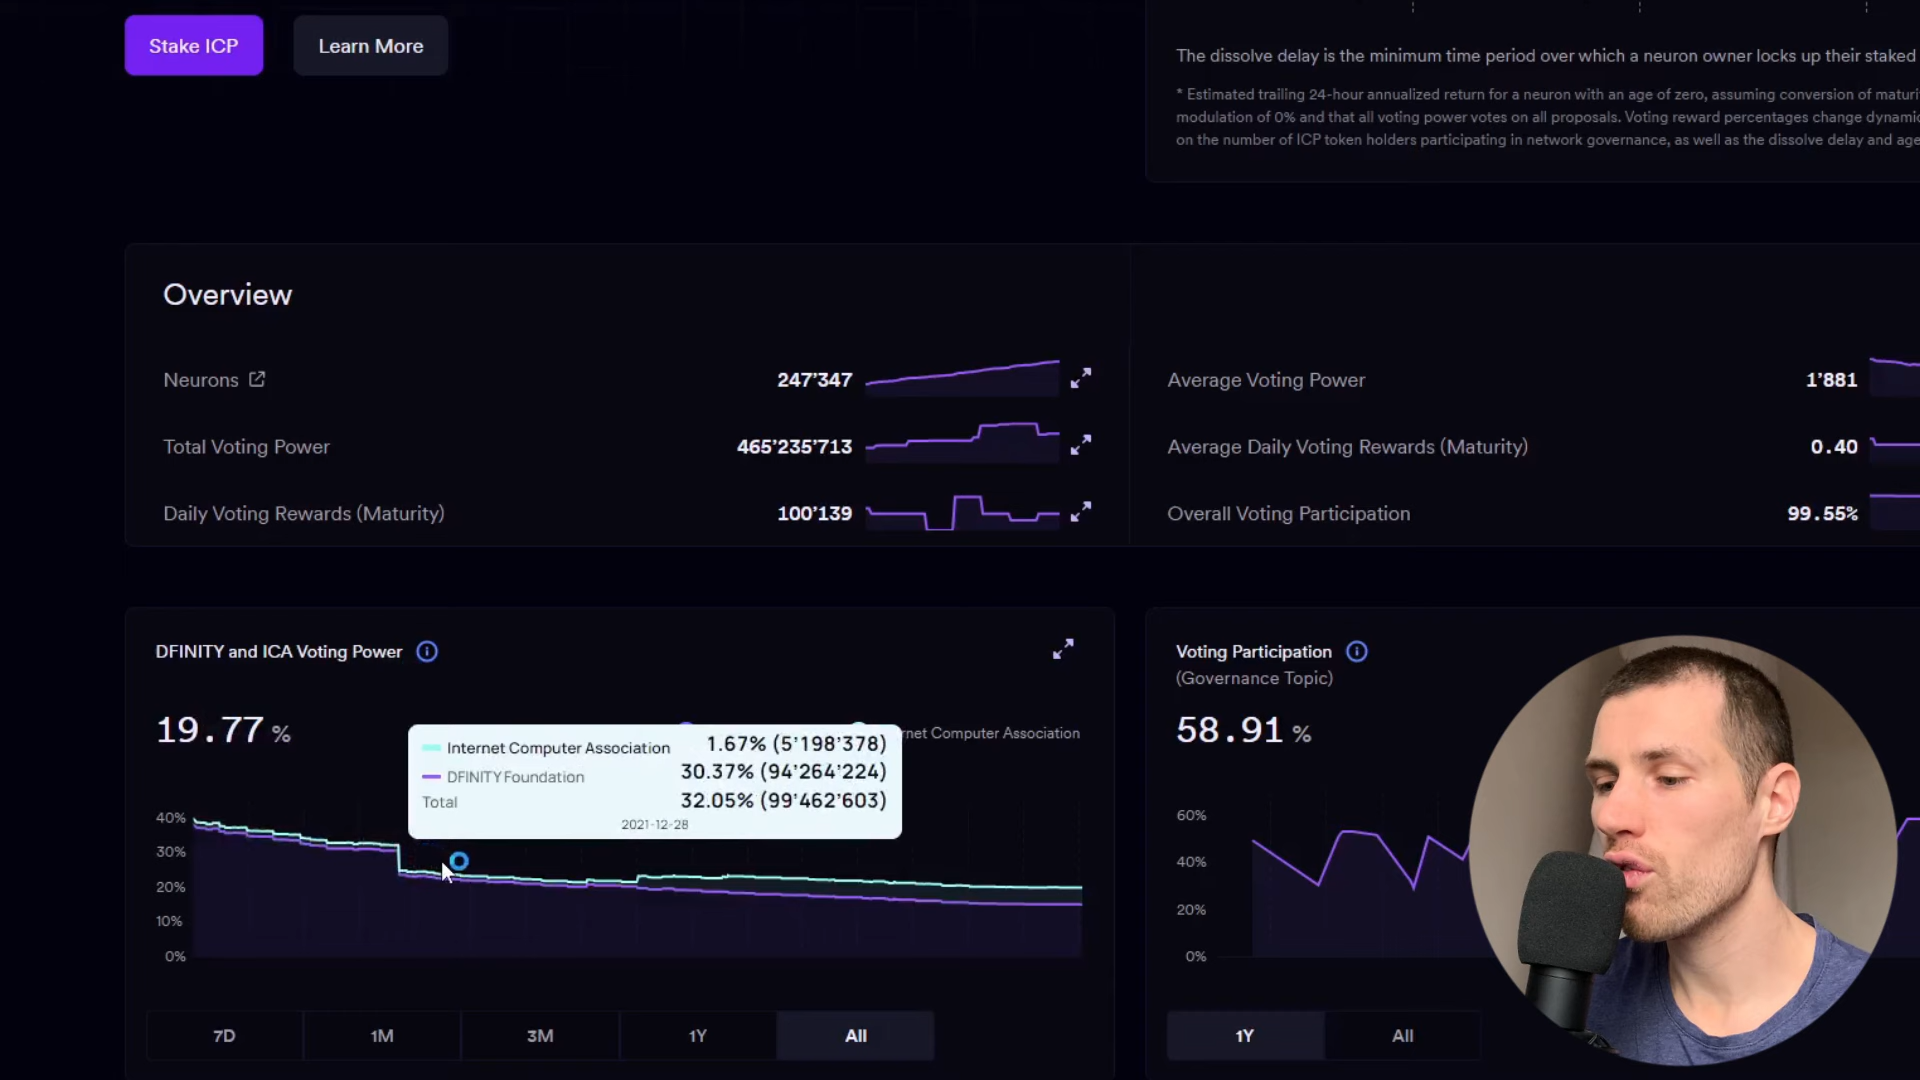 Stake ICP
Learn More
The dissolve delay is the minimum time period over which a neuron owner locks up their staked
* Estimated trailing 24-hour annualized return for a neuron with an age of zero, assuming conversion of maturi
modulation of 0% and that all voting power votes on all proposals. Voting reward percentages change dynamic
on the number of ICP token holders participating in network governance, as well as the dissolve delay and age
Overview
Neurons 247'347
Total Voting Power 465'235'713
Daily Voting Rewards (Maturity) 100'139
Average Voting Power 1'881
Average Daily Voting Rewards (Maturity) 0.40
Overall Voting Participation 99.55%
DFINITY and ICA Voting Power
19.77 %
rnet Computer Association
Internet Computer Association 1.67% (5'198'378)
DFINITY Foundation 30.37% (94'264'224)
Total 32.05% (99'462'603)
2021-12-28
40%
30%
20%
10%
0%
7D 1M 3M 1Y All
Voting Participation
(Governance Topic)
58.91 %
60%
40%
20%
0%
1Y All